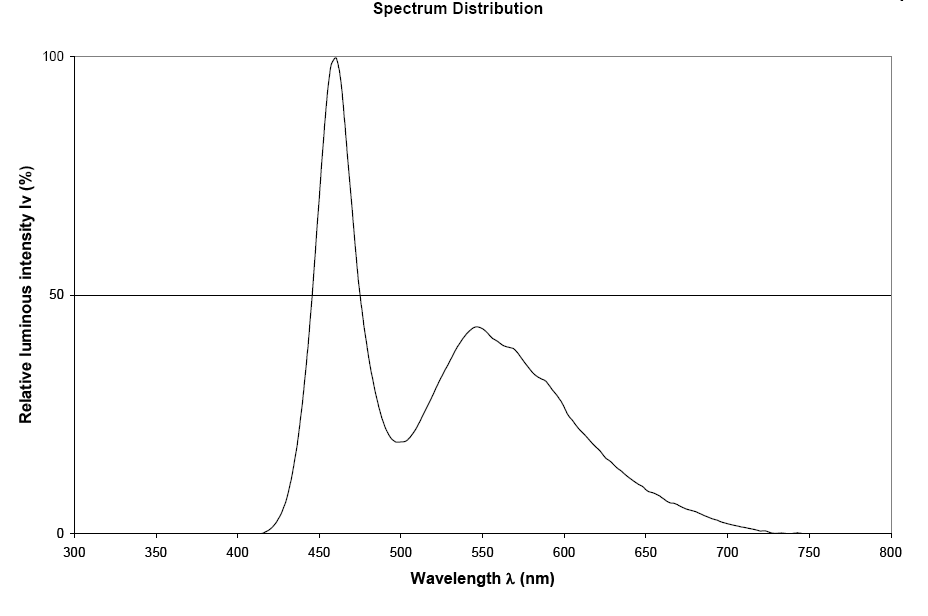 Spectrum Distribution
Relative luminous intensity Iv (%)
100
50
0
300 350 400 450 500 550 600 650 700 750 800
Wavelength λ (nm)